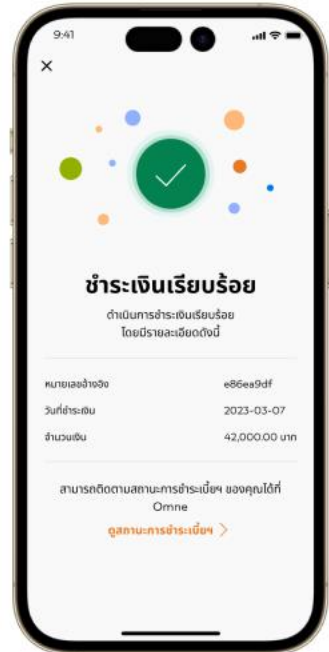 9:41
ชำระเงินเรียบร้อย
ดำเนินการชำระเงินเรียบร้อย
โดยมีรายละเอียดดังนี้
หมายเลขอ้างอิง e86ea9df
วันที่ชำระเงิน 2023-03-07
จำนวนเงิน 42,000.00 บาท
สามารถติดตามสถานะการชำระเบี้ยฯ ของคุณได้ที่
Omne
ดูสถานะการชำระเบี้ยฯ